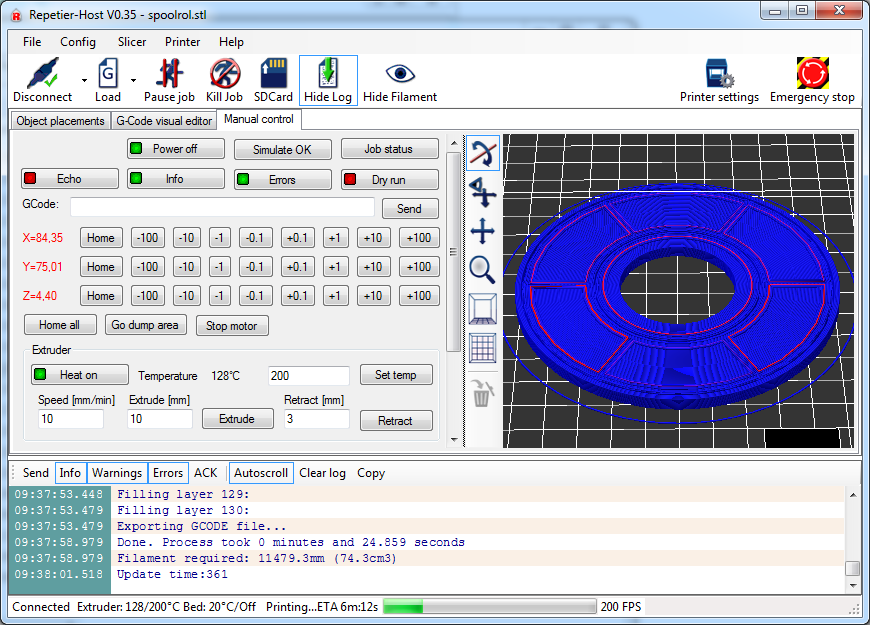 Repetier-Host V0.35 - spoolrol.stl
File Config Slicer Printer Help
Disconnect Load Pause job Kill Job SDCard Hide Log Hide Filament Printer settings Emergency stop
Object placements G-Code visual editor Manual control
Power off Simulate OK Job status
Echo Info Errors Dry run
GCode: Send
X=84,35 Home -100 -10 -1 -0.1 +0.1 +1 +10 +100
Y=75,01 Home -100 -10 -1 -0.1 +0.1 +1 +10 +100
Z=4,40 Home -100 -10 -1 -0.1 +0.1 +1 +10 +100
Home all Go dump area Stop motor
Extruder
Heat on Temperature 128°C 200 Set temp
Speed [mm/min] Extrude [mm] Retract [mm]
10 10 Extrude 3 Retract
Send Info Warnings Errors ACK Autoscroll Clear log Copy
09:37:53.448 Filling layer 129:
09:37:53.479 Filling layer 130:
09:37:53.479 Exporting GCODE file...
09:37:58.979 Done. Process took 0 minutes and 24.859 seconds
09:37:58.979 Filament required: 11479.3mm (74.3cm3)
09:38:01.518 Update time:361
Connected Extruder: 128/200°C Bed: 20°C/Off Printing...ETA 6m:12s 200 FPS